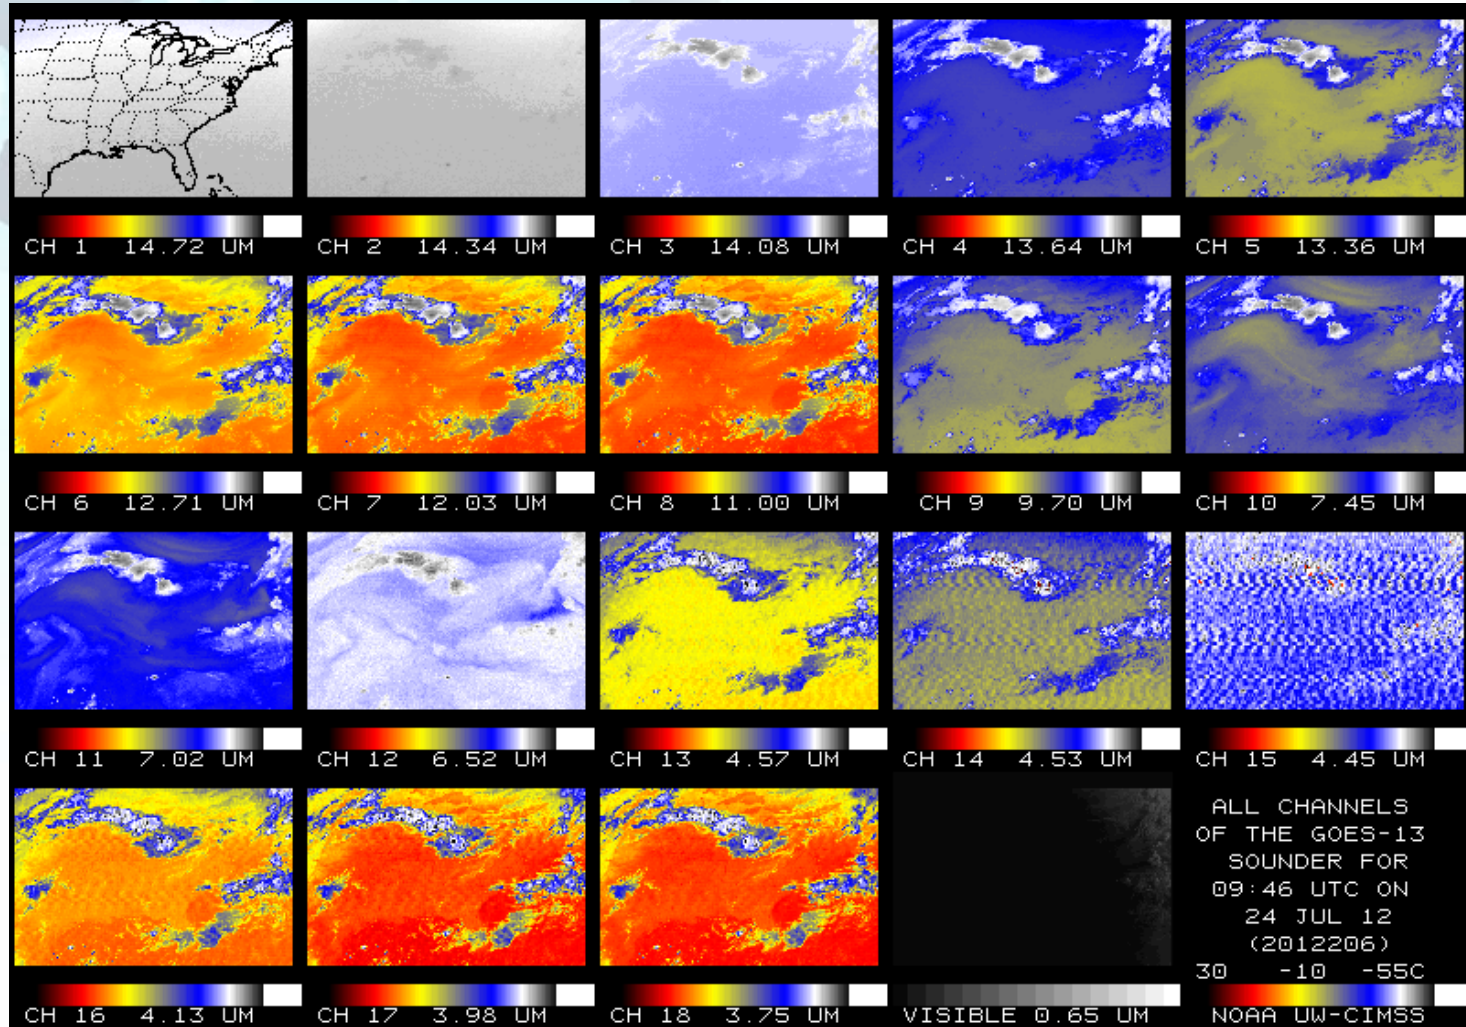 CH 1 14.72 UM
CH 2 14.34 UM
CH 3 14.08 UM
CH 4 13.64 UM
CH 5 13.36 UM
CH 6 12.71 UM
CH 7 12.03 UM
CH 8 11.00 UM
CH 9 9.70 UM
CH 10 7.45 UM
CH 11 7.02 UM
CH 12 6.52 UM
CH 13 4.57 UM
CH 14 4.53 UM
CH 15 4.45 UM
CH 16 4.13 UM
CH 17 3.98 UM
CH 18 3.75 UM
VISIBLE 0.65 UM
ALL CHANNELS
OF THE GOES-13
SOUNDER FOR
09:46 UTC ON
24 JUL 12
(2012206)
30 -10 -55C
NOAA UW-CIMSS